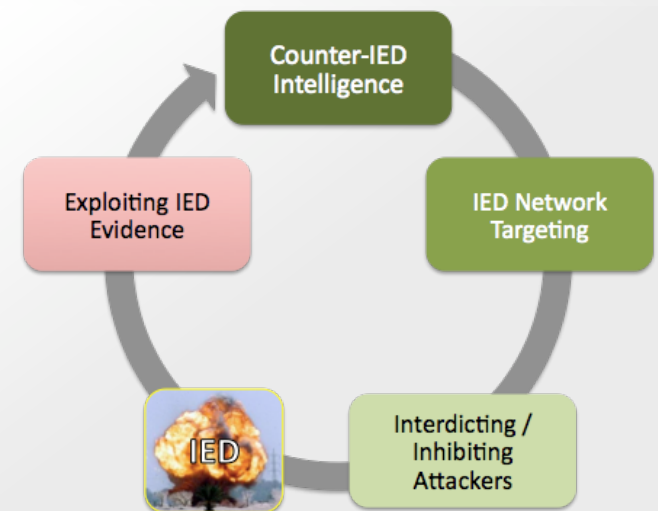 Counter-IED
Intelligence
IED Network
Targeting
Interdicting /
Inhibiting
Attackers
IED
Exploiting IED
Evidence